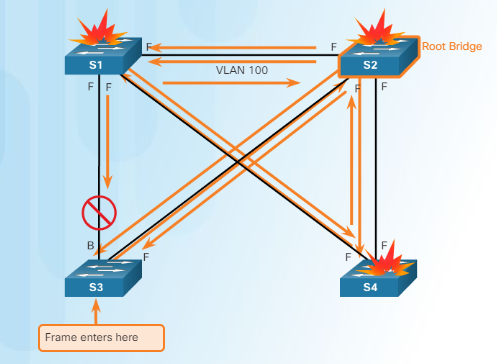 F
F
Root Bridge
S1
VLAN 100
S2
F
F
F
F
B
F
F
F
S3
S4
Frame enters here